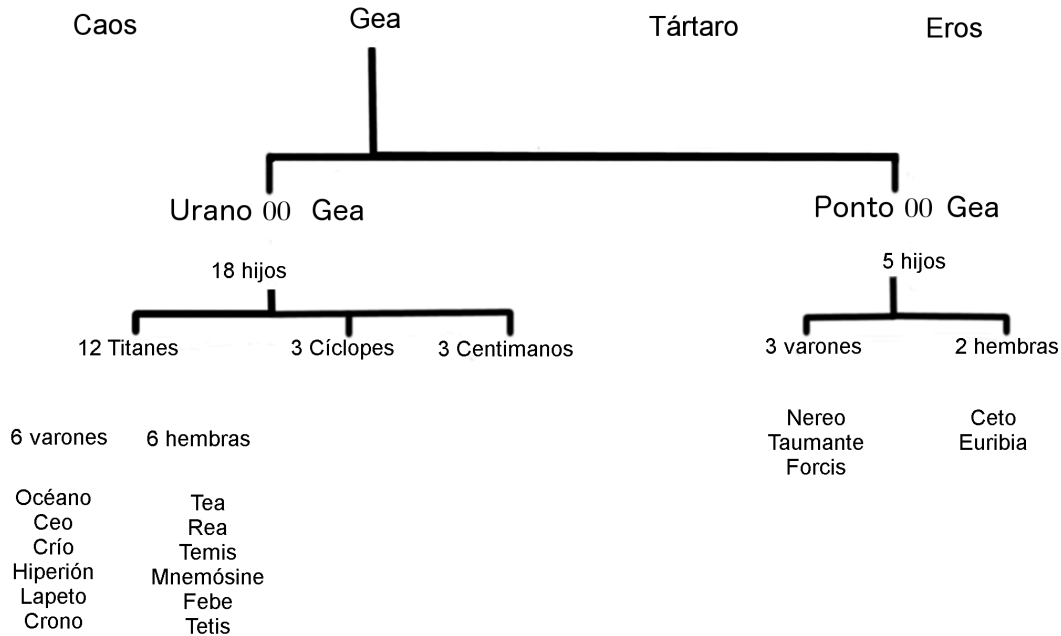 Caos Gea Tártaro Eros
Urano 00 Gea Ponto 00 Gea
18 hijos 5 hijos
12 Titanes 3 Cíclopes 3 Centimanos 3 varones 2 hembras
6 varones 6 hembras
Océano
Ceo
Crío
Hiperión
Lapeto
Crono
Tea
Rea
Temis
Mnemósine
Febe
Tetis
Nereo
Taumante
Forcis
Ceto
Euribia